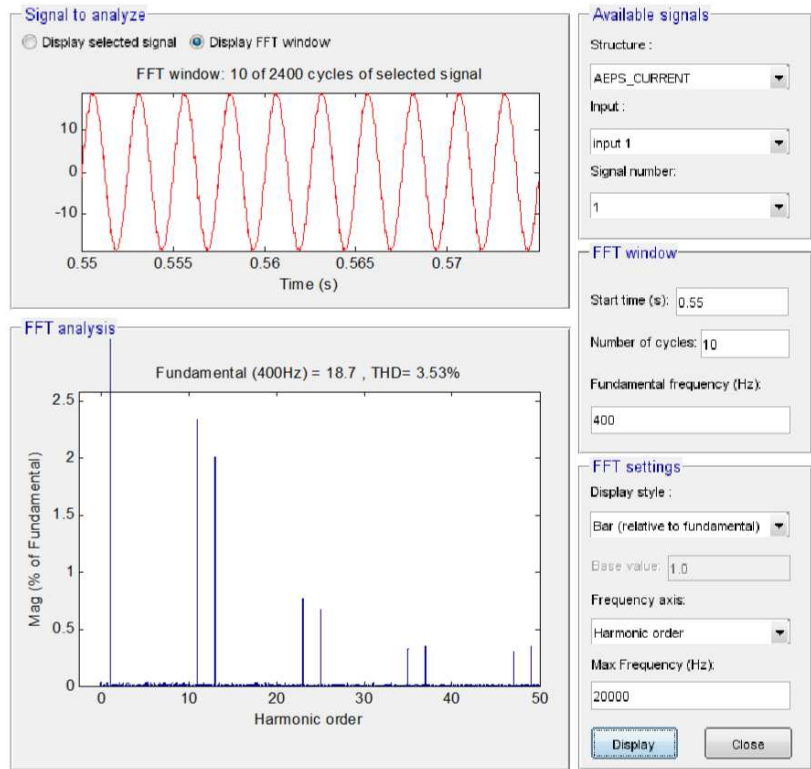 Signal to analyze
Display selected signal
Display FFT window
FFT window: 10 of 2400 cycles of selected signal
10
0
-10
0.55
0.555
0.56
0.565
0.57
Time (s)
FFT analysis
Fundamental (400Hz) = 18.7 , THD= 3.53%
Mag (% of Fundamental)
2.5
2
1.5
1
0.5
0
0
10
20
30
40
50
Harmonic order
Available signals
Structure :
AEPS_CURRENT
Input :
input 1
Signal number:
1
FFT window
Start time (s): 0.55
Number of cycles: 10
Fundamental frequency (Hz):
400
FFT settings
Display style :
Bar (relative to fundamental)
Base value: 1.0
Frequency axis:
Harmonic order
Max Frequency (Hz):
20000
Display
Close